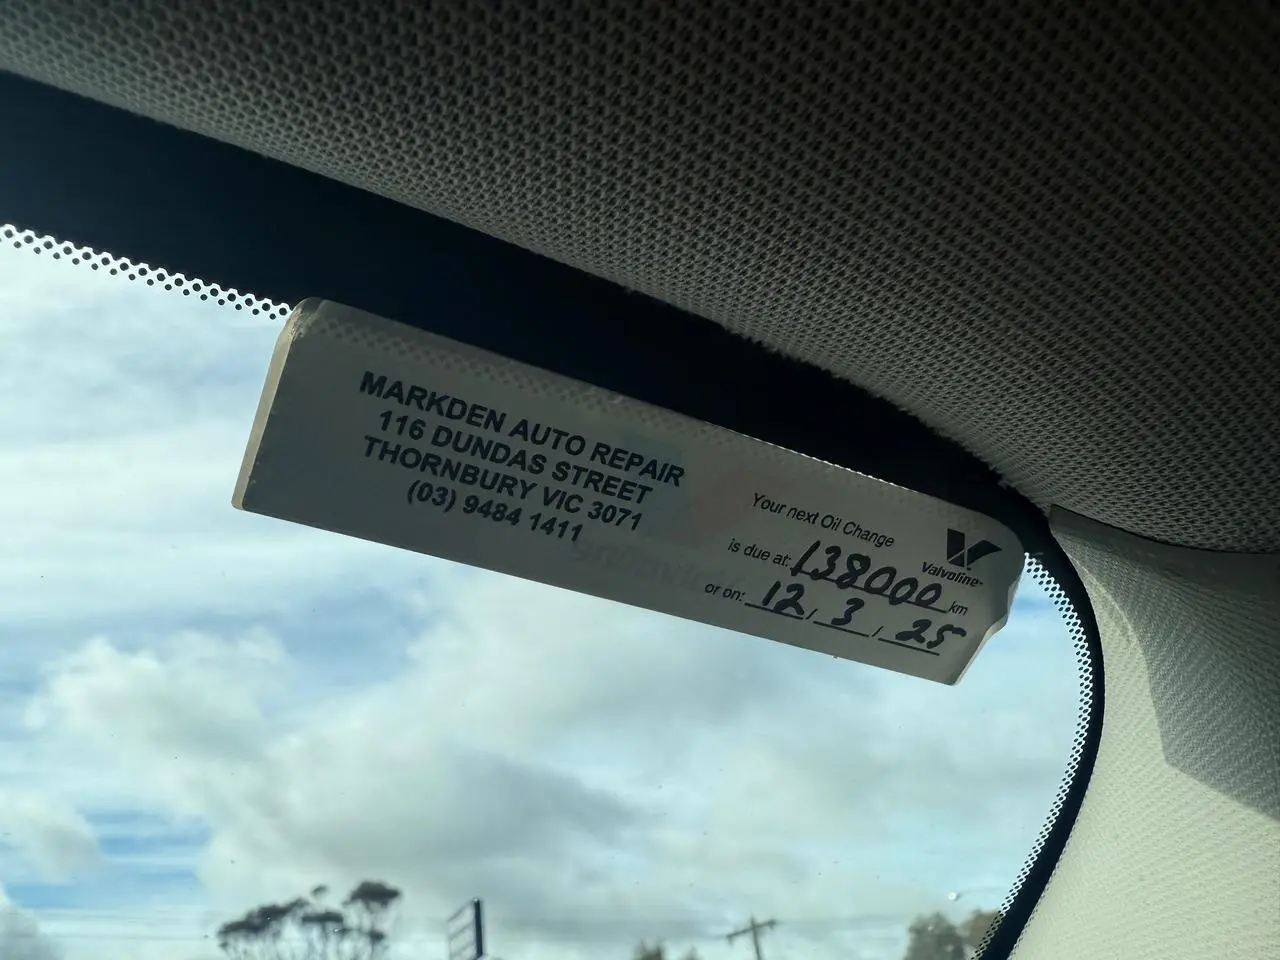 MARKDEN AUTO REPAIR
116 DUNDAS STREET
THORNBURY VIC 3071
(03) 9484 1411
Your next Oil Change
is due at: 138000 km
or on: 12 / 3 / 25
Valvoline™